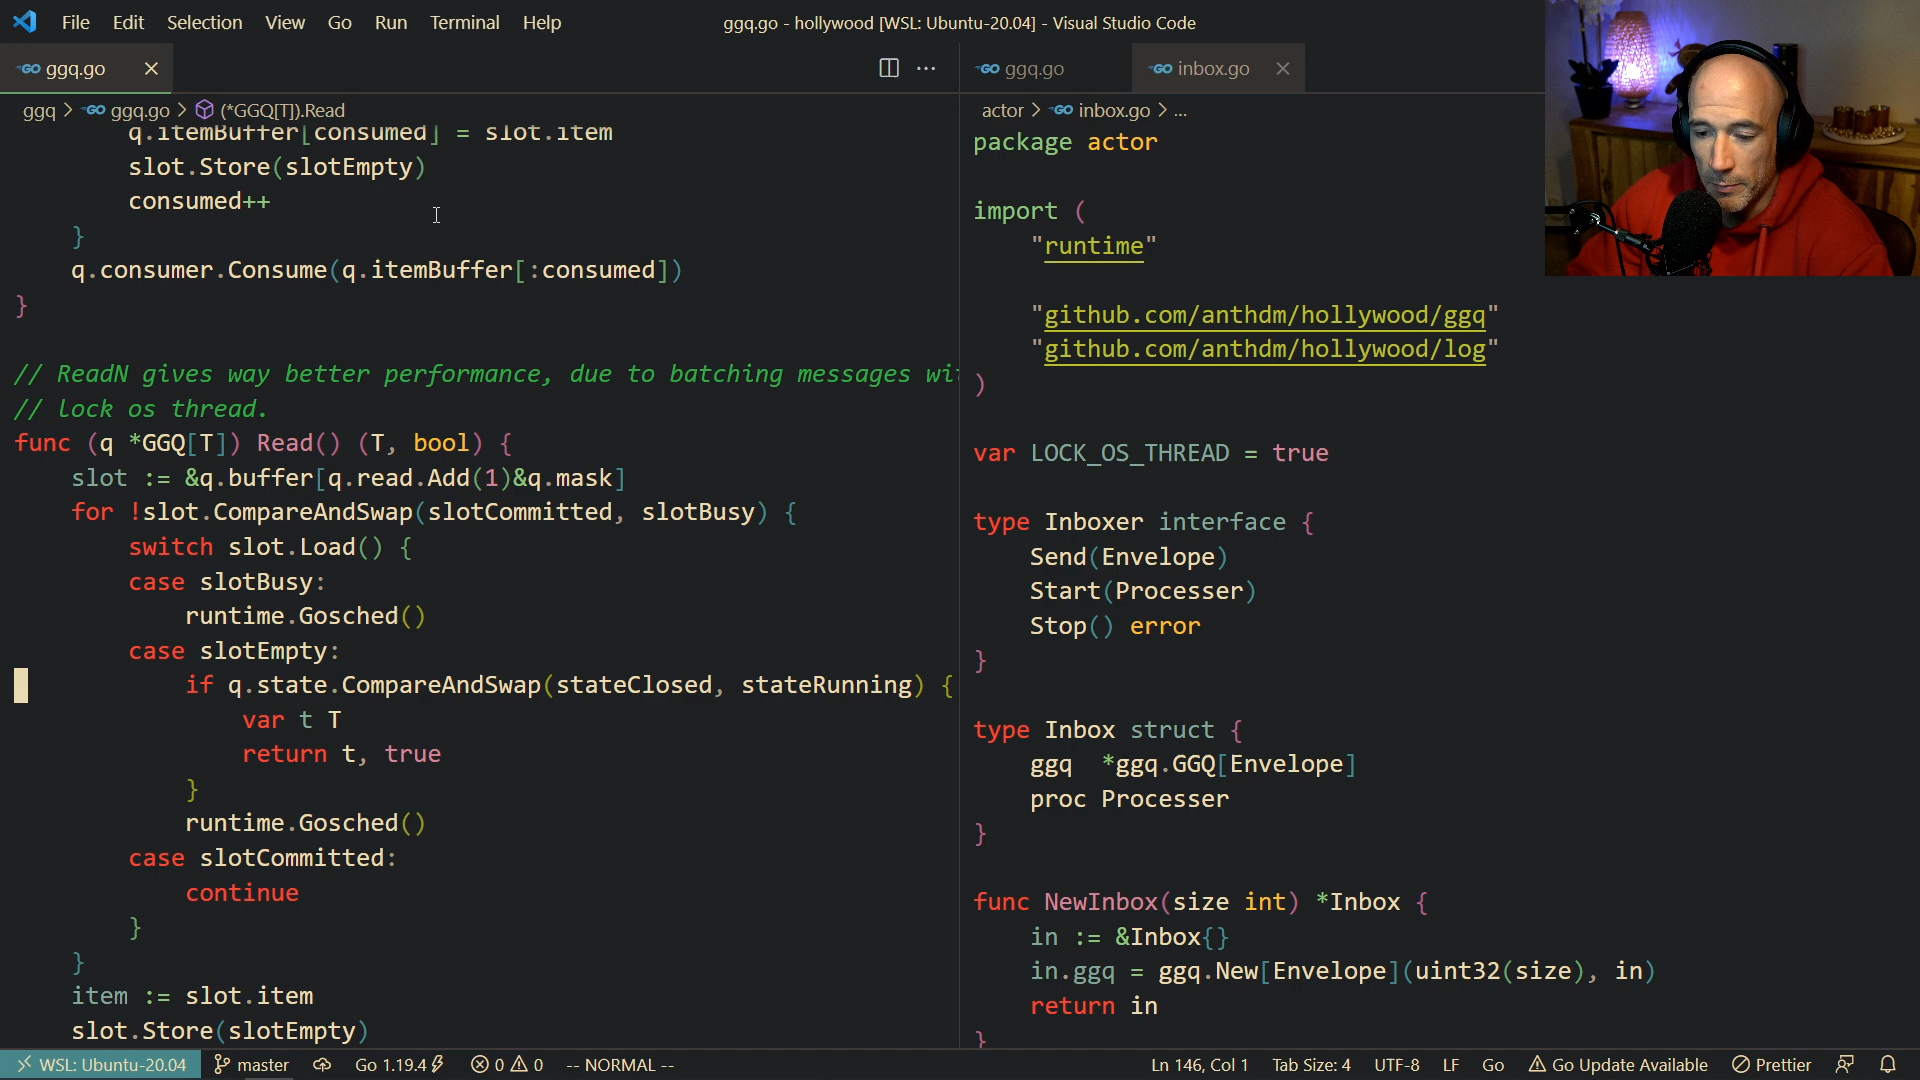 File Edit Selection View Go Run Terminal Help
ggq.go - hollywood [WSL: Ubuntu-20.04] - Visual Studio Code
ggq.go
ggq > ggq.go > (*GGQ[T]).Read
q.itemBuffer[consumed] = slot.item
slot.Store(slotEmpty)
consumed++
}
q.consumer.Consume(q.itemBuffer[:consumed])
}
// ReadN gives way better performance, due to batching messages wi
// lock os thread.
func (q *GGQ[T]) Read() (T, bool) {
slot := &q.buffer[q.read.Add(1)&q.mask]
for !slot.CompareAndSwap(slotCommitted, slotBusy) {
switch slot.Load() {
case slotBusy:
runtime.Gosched()
case slotEmpty:
if q.state.CompareAndSwap(stateClosed, stateRunning) {
var t T
return t, true
}
runtime.Gosched()
case slotCommitted:
continue
}
}
item := slot.item
slot.Store(slotEmpty)
ggq.go inbox.go
actor > inbox.go > ...
package actor
import (
"runtime"
"github.com/anthdm/hollywood/ggq"
"github.com/anthdm/hollywood/log"
)
var LOCK_OS_THREAD = true
type Inboxer interface {
Send(Envelope)
Start(Processer)
Stop() error
}
type Inbox struct {
ggq *ggq.GGQ[Envelope]
proc Processer
}
func NewInbox(size int) *Inbox {
in := &Inbox{}
in.ggq = ggq.New[Envelope](uint32(size), in)
return in
}
WSL: Ubuntu-20.04 master Go 1.19.4 0 0 -- NORMAL -- Ln 146, Col 1 Tab Size: 4 UTF-8 LF Go Go Update Available Prettier